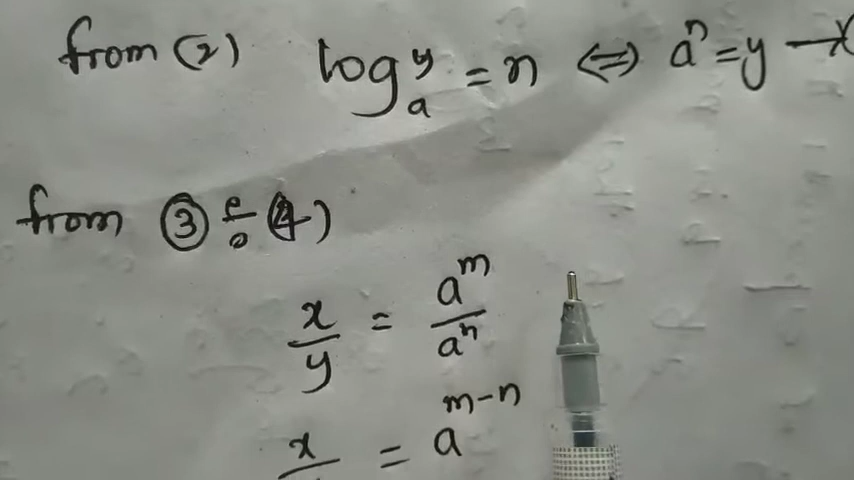 from (2) log_a^y = n ⇔ a^n = y →
from ③ ÷ (4)
x/y = a^m/a^n
x/ = a^(m-n)